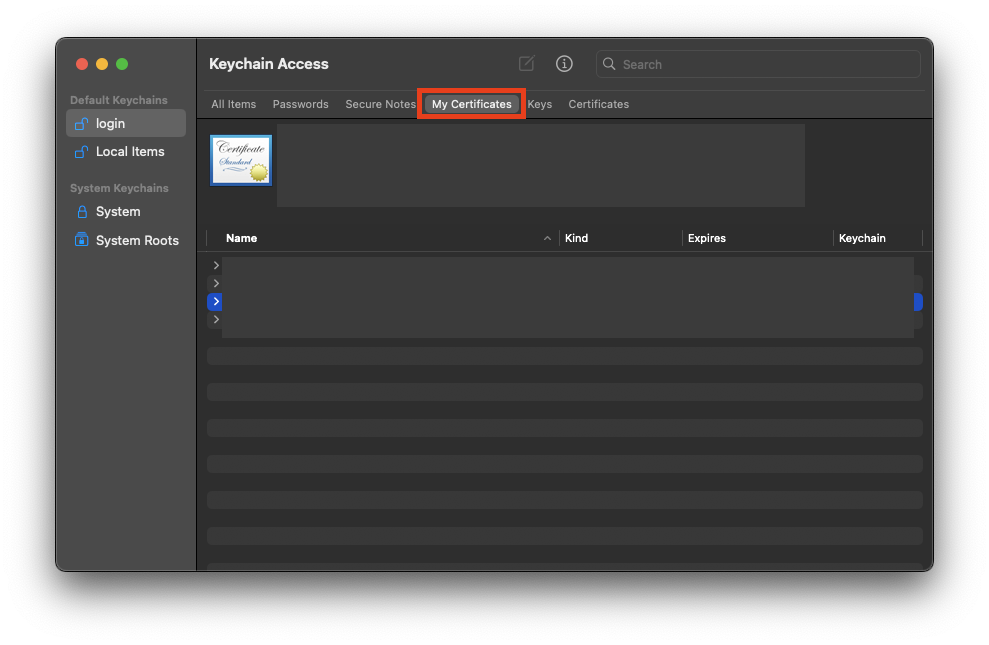 Keychain Access
Search
Default Keychains
login
Local Items
System Keychains
System
System Roots
All Items Passwords Secure Notes My Certificates Keys Certificates
Certificate
Standard
Name Kind Expires Keychain